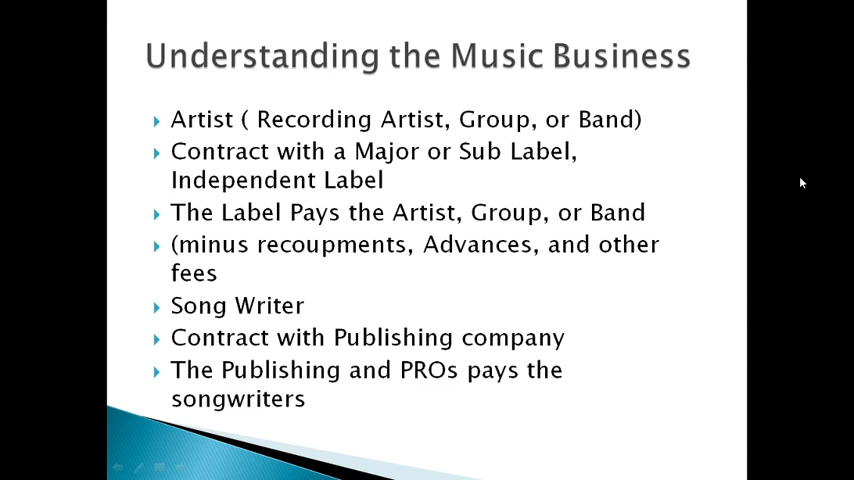 Understanding the Music Business
Artist ( Recording Artist, Group, or Band)
Contract with a Major or Sub Label,
Independent Label
The Label Pays the Artist, Group, or Band
(minus recoupments, Advances, and other
fees
Song Writer
Contract with Publishing company
The Publishing and PROs pays the
songwriters